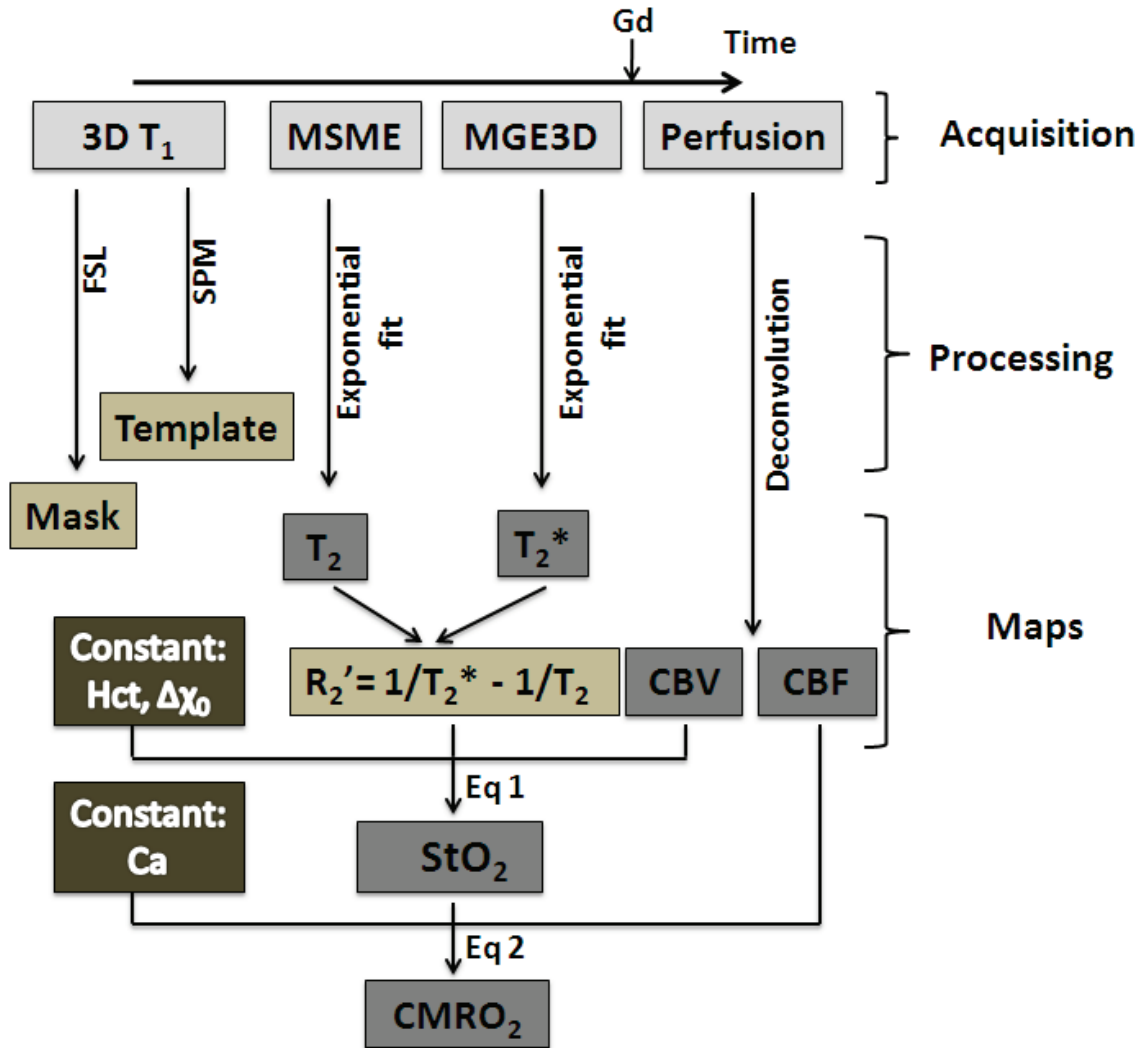 Gd
Time
3D T₁
MSME
MGE3D
Perfusion
Acquisition
FSL
SPM
Exponential
fit
Exponential
fit
Deconvolution
Processing
Template
Mask
T₂
T₂*
Maps
Constant:
Hct, Δχ₀
R₂'= 1/T₂* - 1/T₂
CBV
CBF
Eq 1
Constant:
Ca
StO₂
Eq 2
CMRO₂